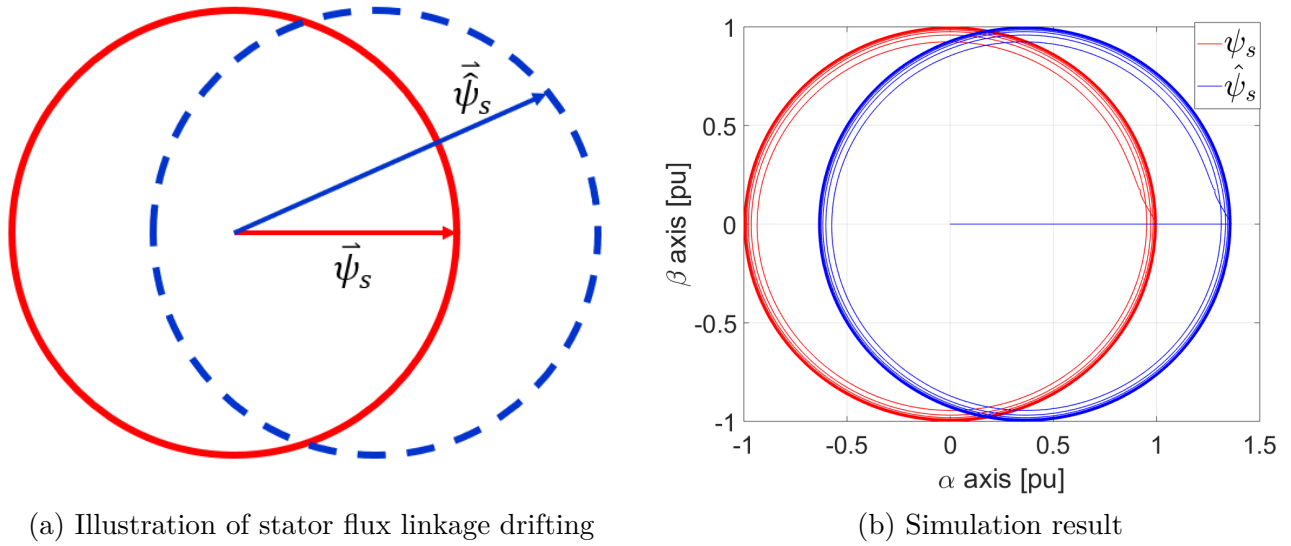 ψ̂⃗ₛ
ψ⃗ₛ
(a) Illustration of stator flux linkage drifting
ψₛ
ψ̂ₛ
1
0.5
0
-0.5
-1
β axis [pu]
-1 -0.5 0 0.5 1 1.5
α axis [pu]
(b) Simulation result